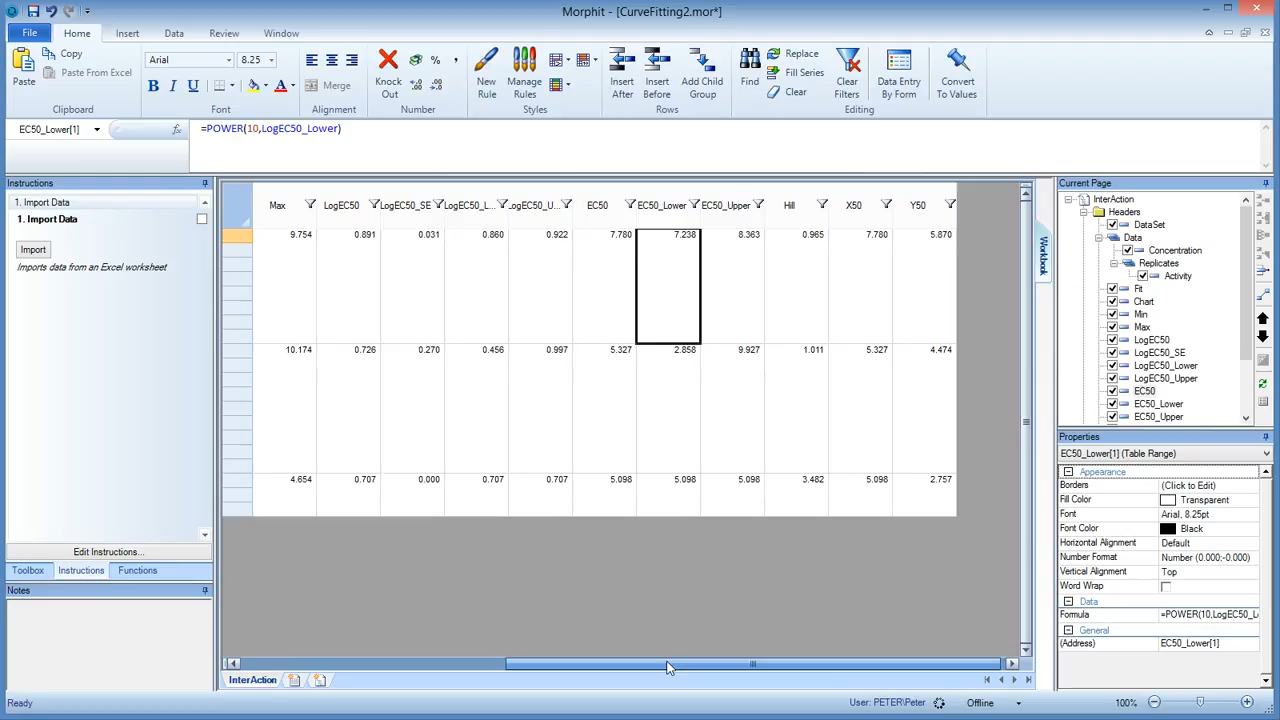 Morphit - [CurveFitting2.mor*]
File Home Insert Data Review Window
Paste
Copy
Paste From Excel
Clipboard
Arial 8.25
B I U A
Font
Merge
Alignment
Knock Out
%
Number
New Rule
Manage Rules
Styles
Insert After
Insert Before
Add Child Group
Rows
Find
Replace
Fill Series
Clear
Clear Filters
Data Entry By Form
Convert To Values
Editing
EC50_Lower[1] fx =POWER(10,LogEC50_Lower)
Instructions
1. Import Data
1. Import Data
Import
Imports data from an Excel worksheet
Edit Instructions...
Toolbox Instructions Functions
Notes
Max LogEC50 LogEC50_SE LogEC50_L... LogEC50_U... EC50 EC50_Lower EC50_Upper Hill X50 Y50
9.754 0.891 0.031 0.860 0.922 7.780 7.238 8.363 0.965 7.780 5.870
10.174 0.726 0.270 0.456 0.997 5.327 2.858 9.927 1.011 5.327 4.474
4.654 0.707 0.000 0.707 0.707 5.098 5.098 5.098 3.482 5.098 2.757
InterAction
Workbook
Current Page
InterAction
Headers
DataSet
Data
Concentration
Replicates
Activity
Fit
Chart
Min
Max
LogEC50
LogEC50_SE
LogEC50_Lower
LogEC50_Upper
EC50
EC50_Lower
EC50_Upper
Properties
EC50_Lower[1] (Table Range)
Appearance
Borders (Click to Edit)
Fill Color Transparent
Font Arial, 8.25pt
Font Color Black
Horizontal Alignment Default
Number Format Number (0.000;-0.000)
Vertical Alignment Top
Word Wrap
Data
Formula =POWER(10,LogEC50_Lo
General
(Address) EC50_Lower[1]
Ready
User: PETER\Peter Offline 100%